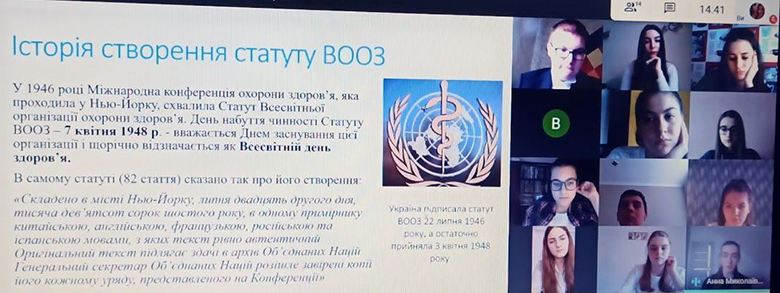 14
14:41
Ви
Історія створення статуту ВООЗ
У 1946 році Міжнародна конференція охорони здоров'я, яка
проходила у Нью-Йорку, схвалила Статут Всесвітньої
організації охорони здоров'я. День набуття чинності Статуту
ВООЗ – 7 квітня 1948 р. - вважається Днем заснування цієї
організації і щорічно відзначається як Всесвітній день
здоров'я.
В самому статуті (82 стаття) сказано так про його створення:
«Складено в місті Нью-Йорку, липня двадцять другого дня,
тисяча дев'ятсот сорок шостого року, в одному примірнику
китайською, англійською, французькою, російською та
іспанською мовами, з яких текст рівно автентичний
Оригінальний текст підлягає здачі в архів Об'єднаних Націй
Генеральний секретар Об'єднаних Націй розішле завірені копії
його кожному уряду, представленого на Конференції»
Україна підписала статут
ВООЗ 22 липня 1946
року, а остаточно
прийняла 3 квітня 1948
року
В
Анна Миколаїв...